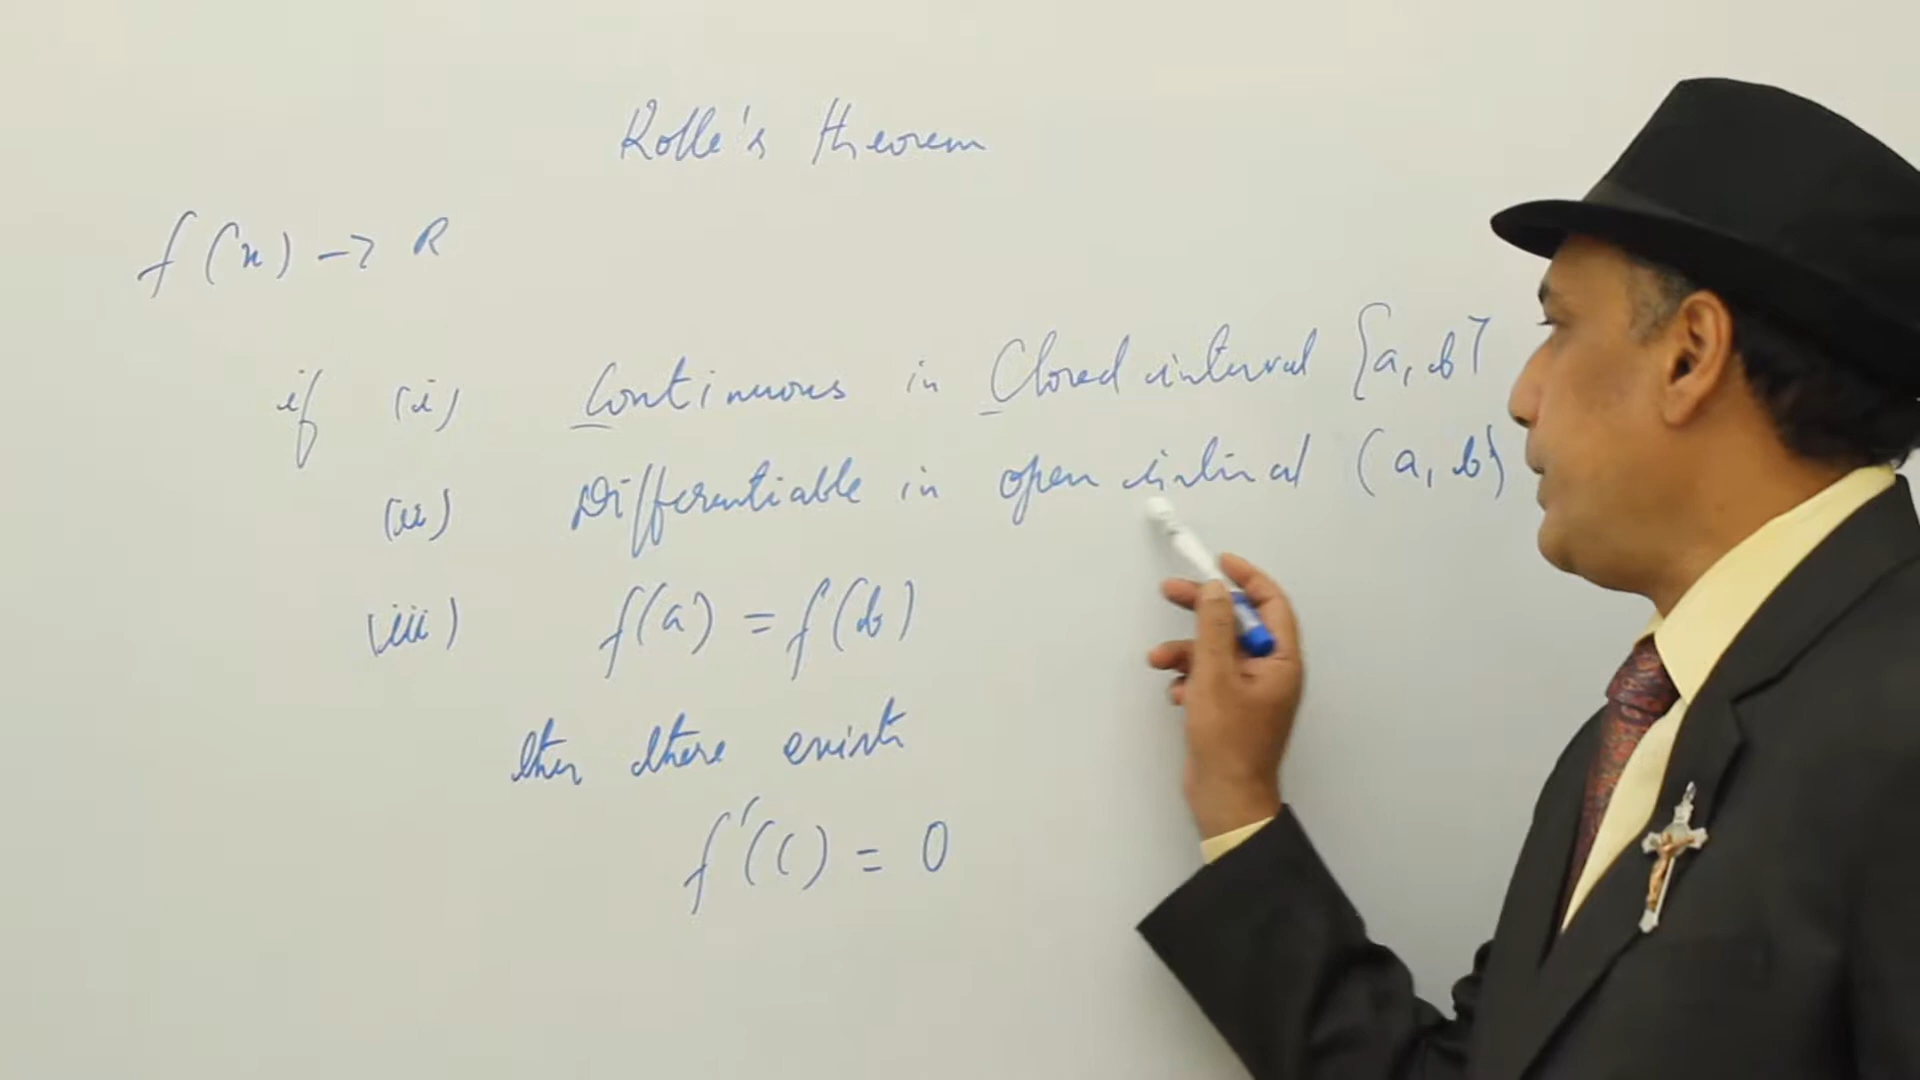 Rolle's theorem
f(x) → R
if (i) Continuous in Closed interval [a, b]
(ii) Differentiable in open interval (a, b)
(iii) f(a) = f(b)
then there exists
f'(c) = 0